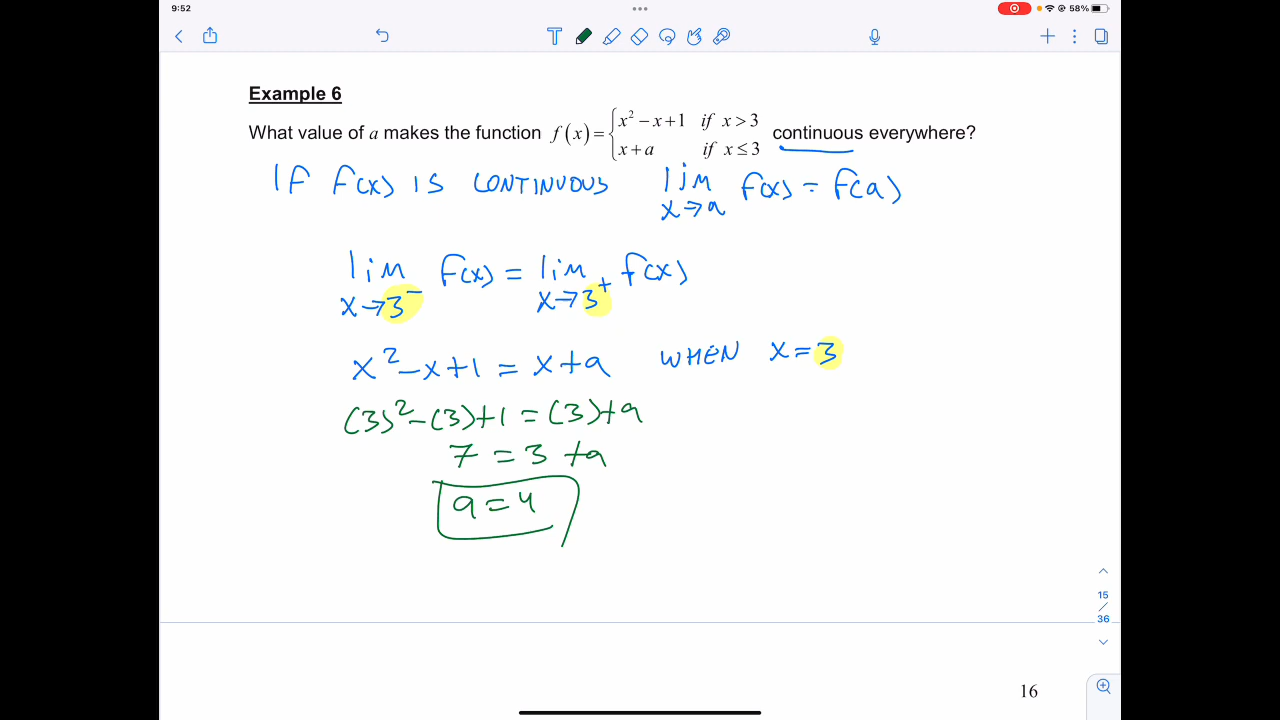 9:52
58%
Example 6
What value of a makes the function f(x) = { x² − x + 1 if x > 3
x + a if x ≤ 3 continuous everywhere?
IF F(x) IS CONTINUOUS lim x→a F(x) = F(a)
lim x→3⁻ F(x) = lim x→3⁺ f(x)
x² − x + 1 = x + a WHEN x = 3
(3)² − (3) + 1 = (3) + a
7 = 3 + a
a = 4
15
/
36
16